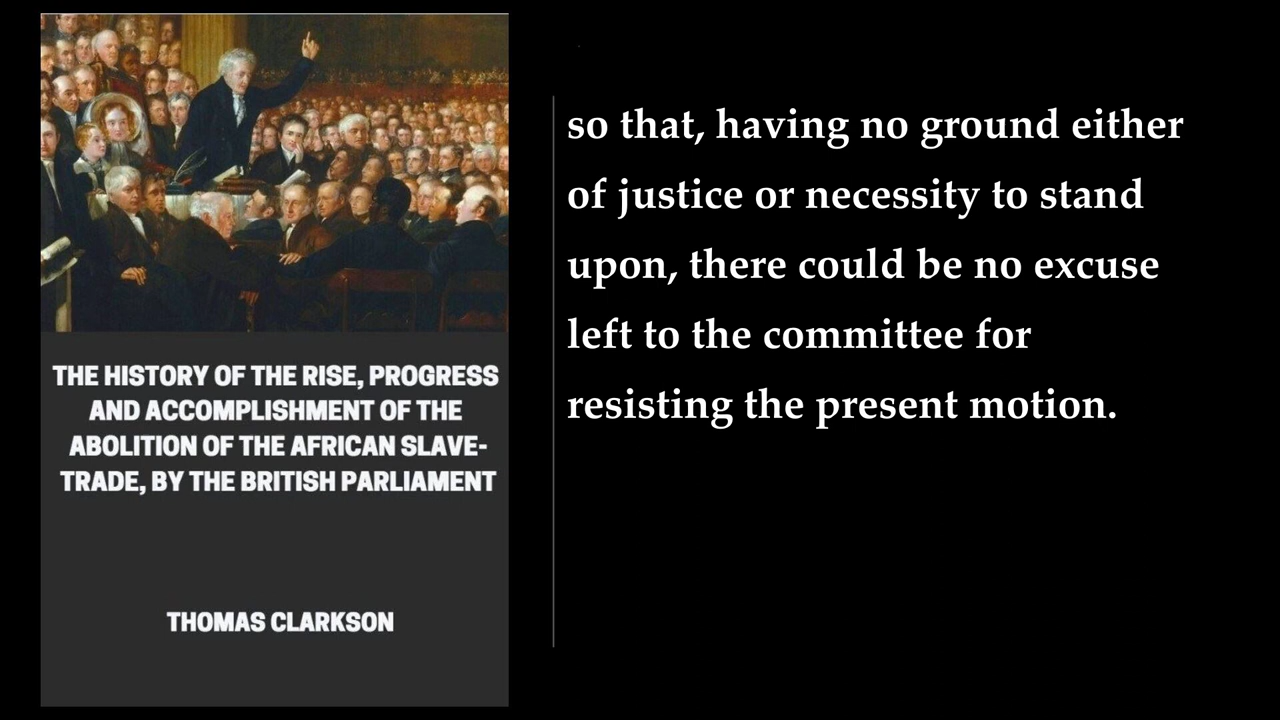 THE HISTORY OF THE RISE, PROGRESS
AND ACCOMPLISHMENT OF THE
ABOLITION OF THE AFRICAN SLAVE-
TRADE, BY THE BRITISH PARLIAMENT
THOMAS CLARKSON
so that, having no ground either
of justice or necessity to stand
upon, there could be no excuse
left to the committee for
resisting the present motion.